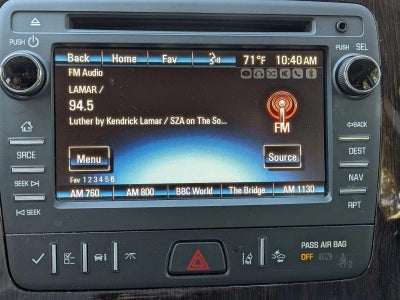 PUSH
PUSH SEL
Back Home Fav 71°F 10:40 AM
FM Audio
LAMAR /
94.5
Luther by Kendrick Lamar / SZA on The So...
FM
Menu Source
Fav 1 2 3 4 5 6
AM 760 AM 800 BBC World The Bridge AM 1130
SRCE
SEEK
SEEK
BACK
DEST
NAV
RPT
PASS AIR BAG
OFF
2